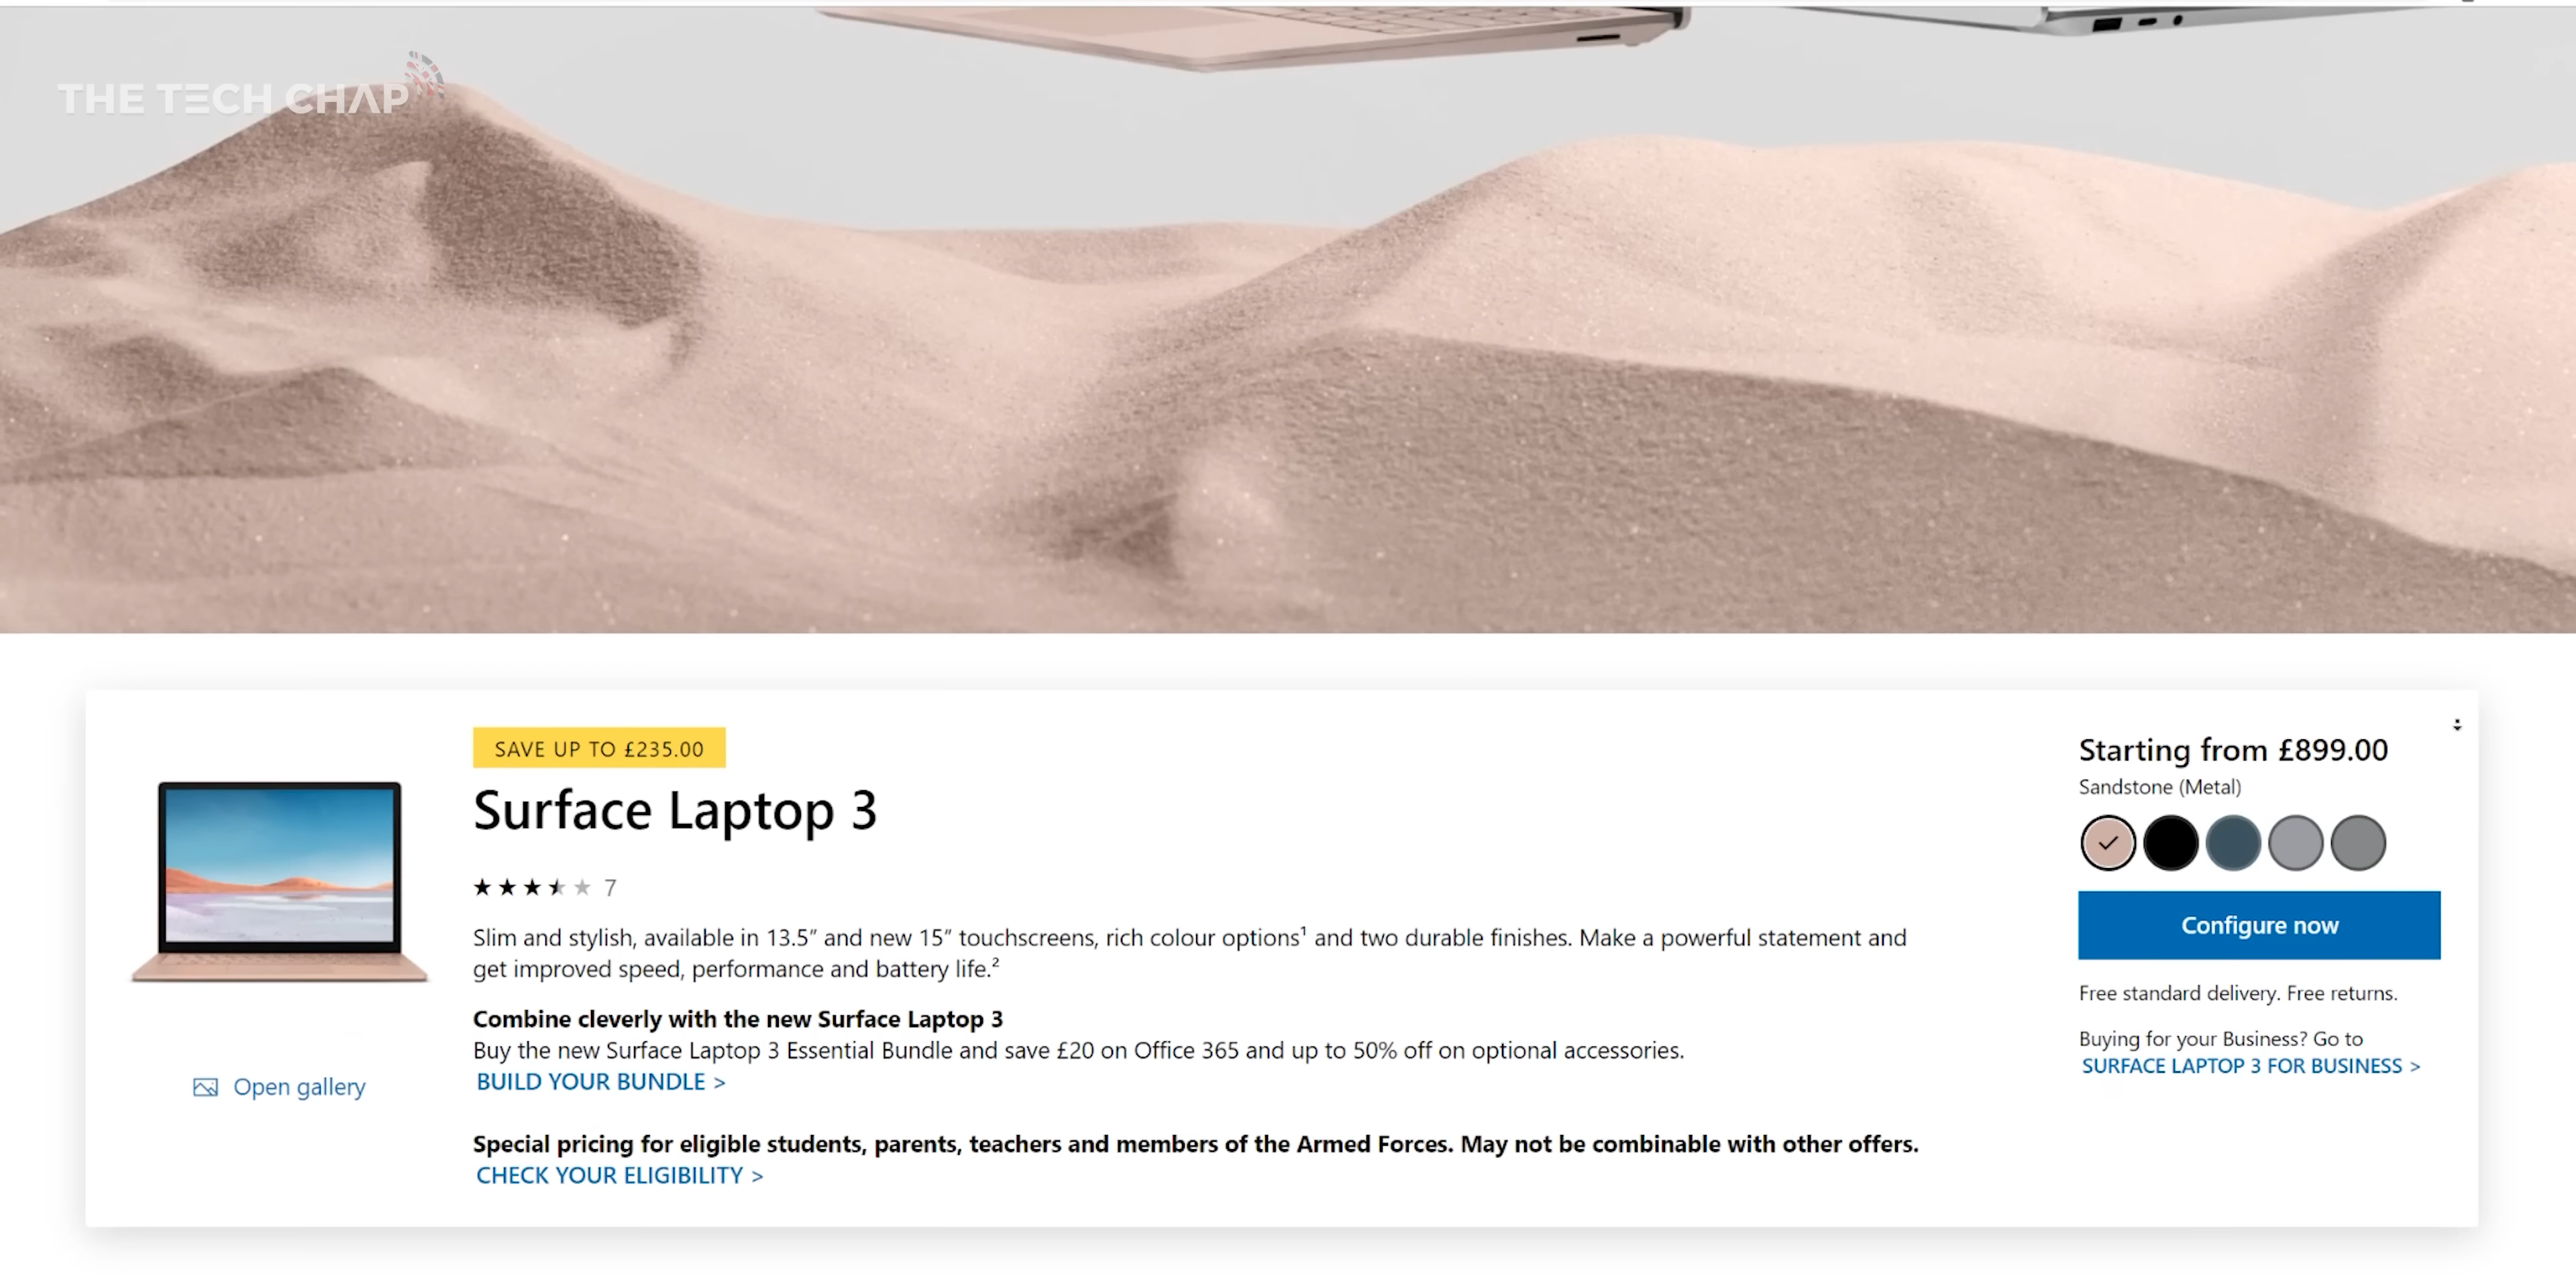 THE TECH CHAP
SAVE UP TO £235.00
Surface Laptop 3
7
Slim and stylish, available in 13.5″ and new 15″ touchscreens, rich colour options¹ and two durable finishes. Make a powerful statement and
get improved speed, performance and battery life.²
Combine cleverly with the new Surface Laptop 3
Buy the new Surface Laptop 3 Essential Bundle and save £20 on Office 365 and up to 50% off on optional accessories.
BUILD YOUR BUNDLE >
Special pricing for eligible students, parents, teachers and members of the Armed Forces. May not be combinable with other offers.
CHECK YOUR ELIGIBILITY >
Open gallery
Starting from £899.00
Sandstone (Metal)
Configure now
Free standard delivery. Free returns.
Buying for your Business? Go to
SURFACE LAPTOP 3 FOR BUSINESS >